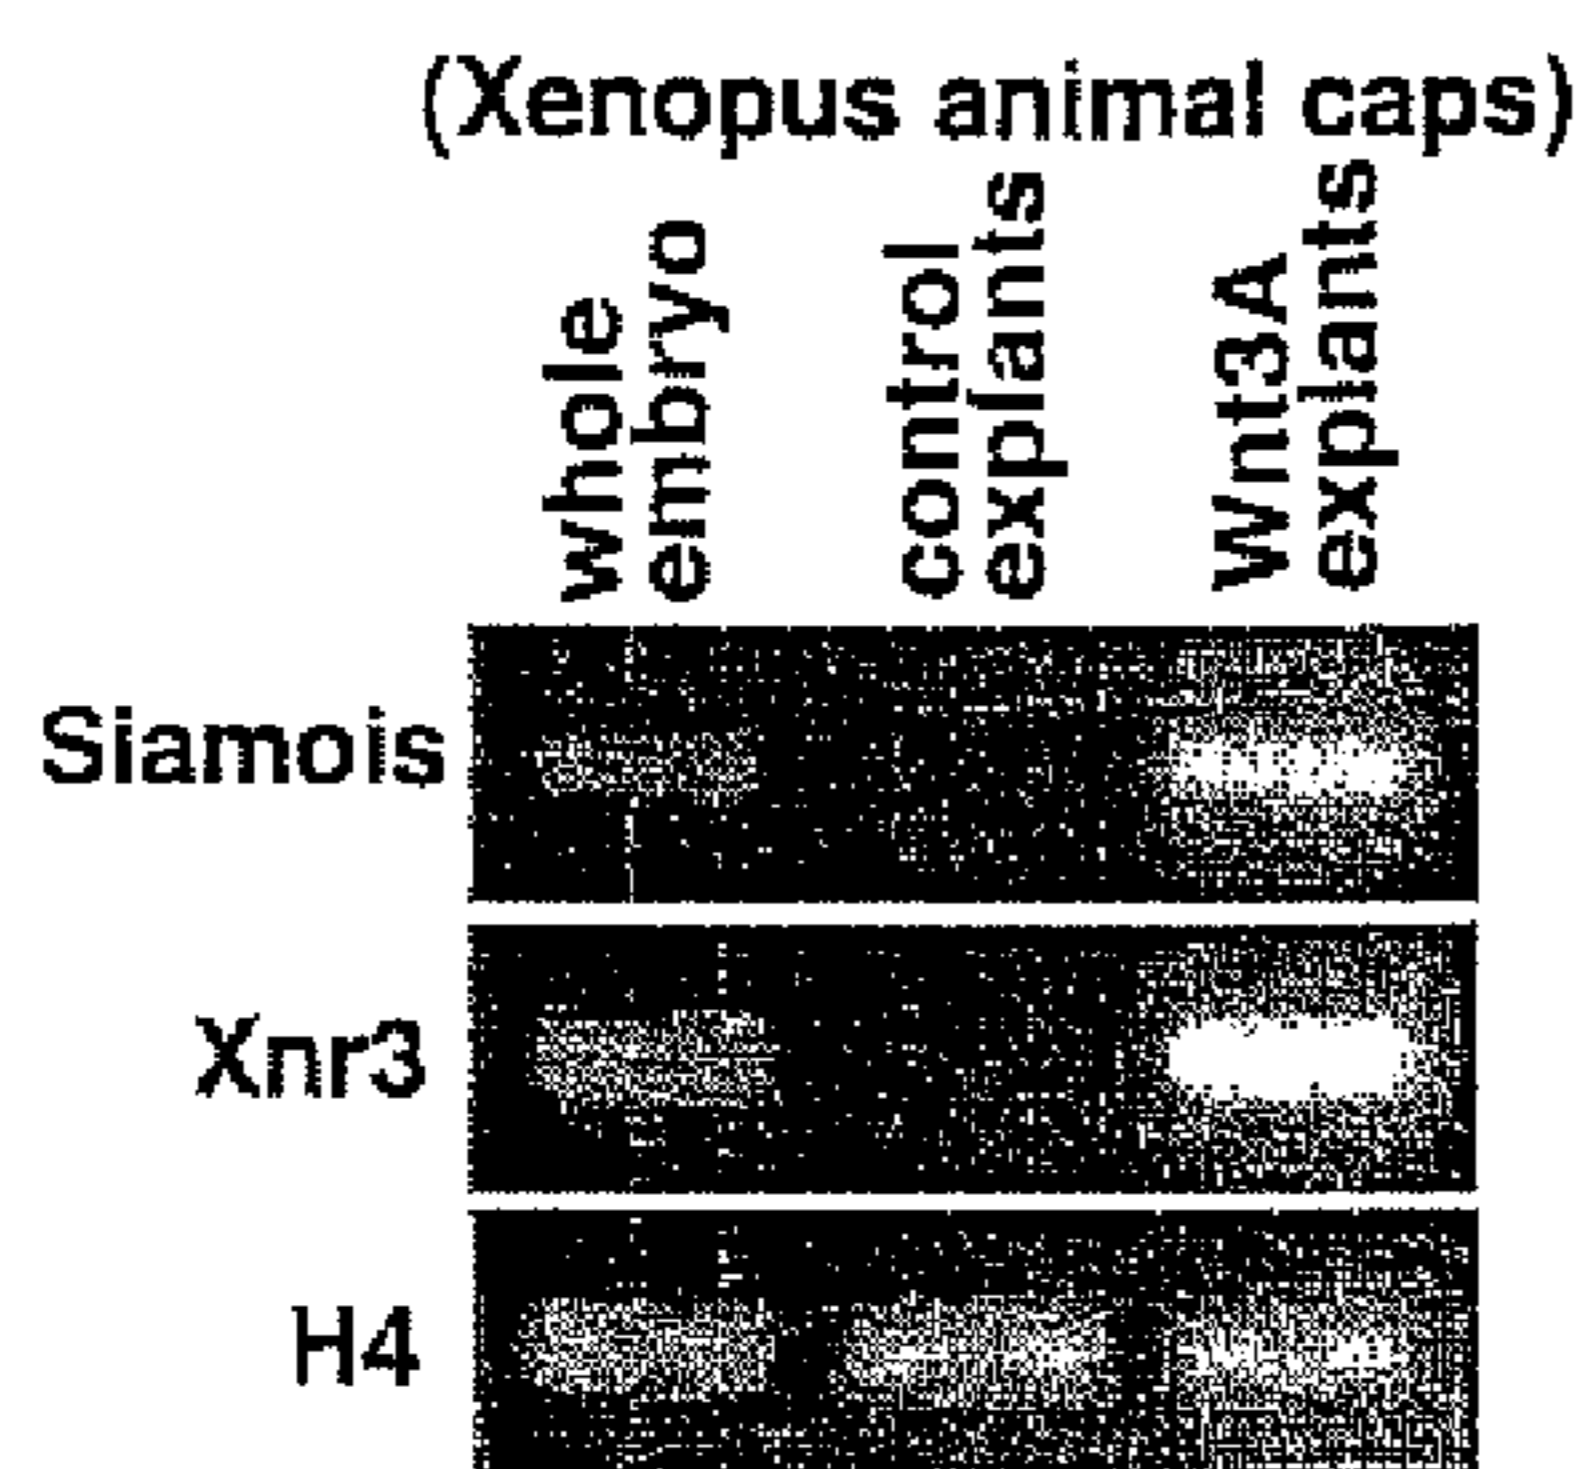 (Xenopus animal caps)
whole
embryo
control
explants
Wnt3A
explants
Siamois
Xnr3
H4